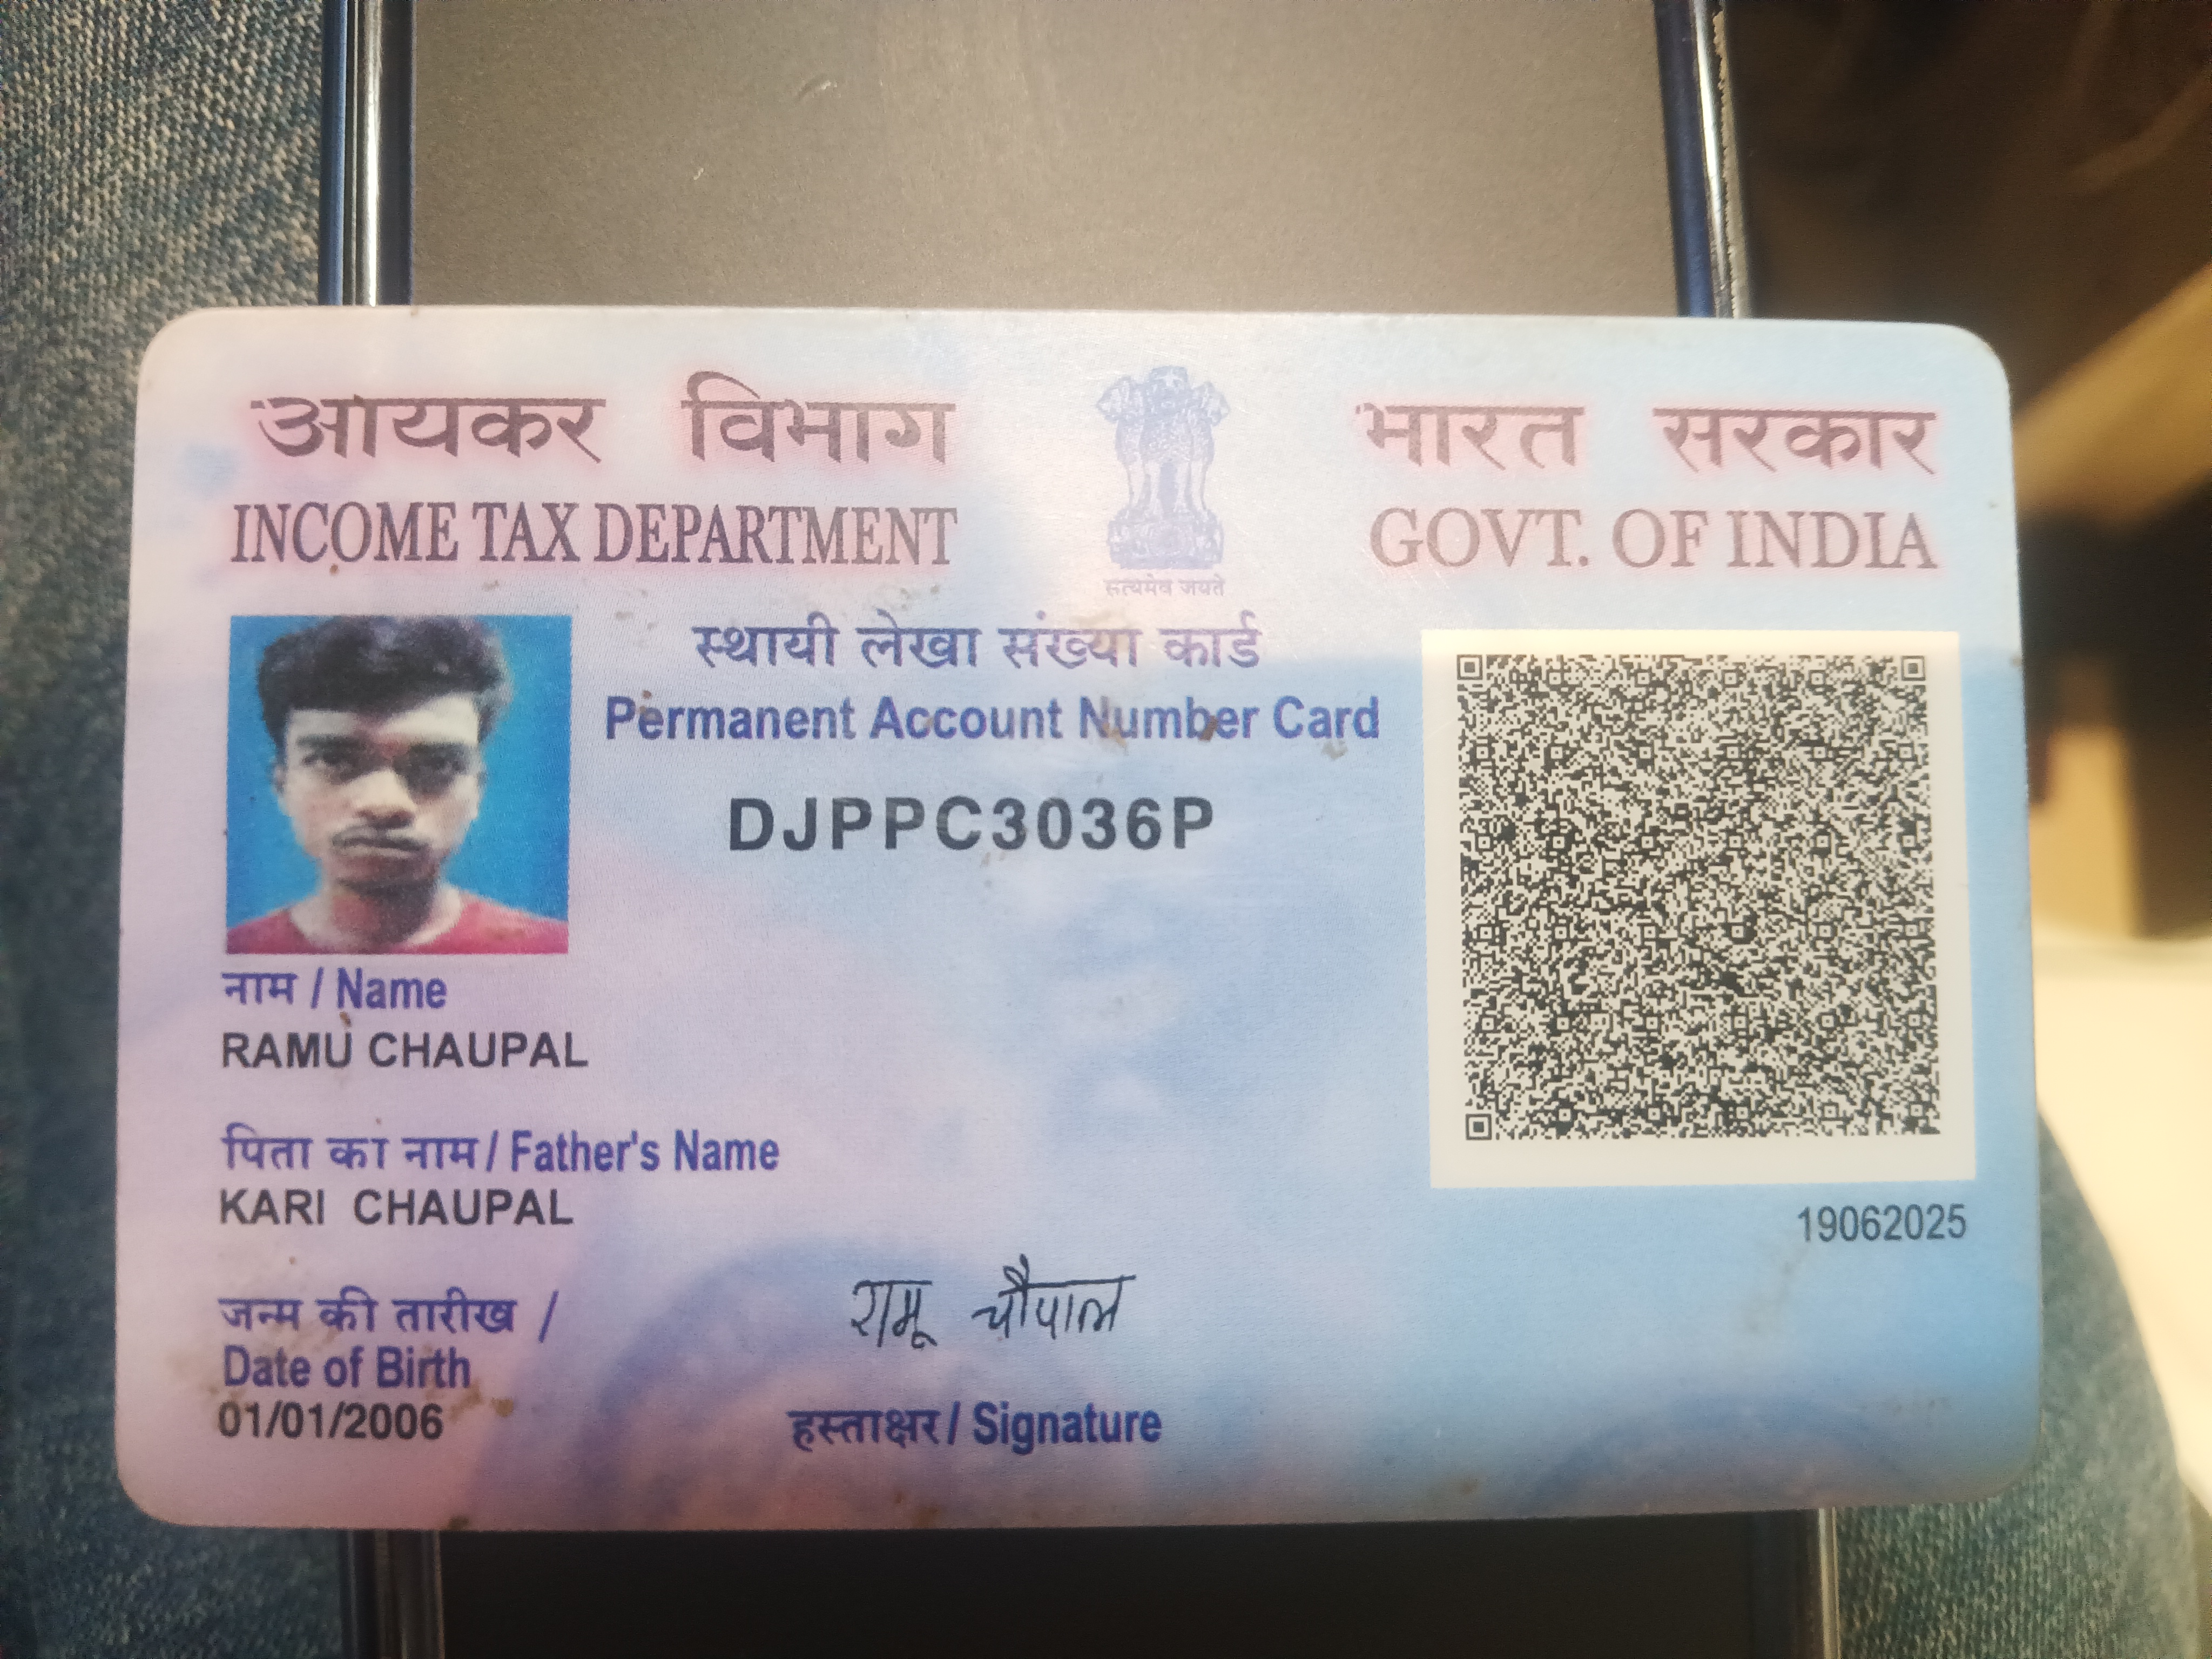 आयकर विभाग
INCOME TAX DEPARTMENT
सत्यमेव जयते
भारत सरकार
GOVT. OF INDIA
स्थायी लेखा संख्या कार्ड
Permanent Account Number Card
DJPPC3036P
नाम / Name
RAMU CHAUPAL
पिता का नाम / Father's Name
KARI CHAUPAL
जन्म की तारीख /
Date of Birth
01/01/2006
रामू चौपाल
हस्ताक्षर / Signature
19062025